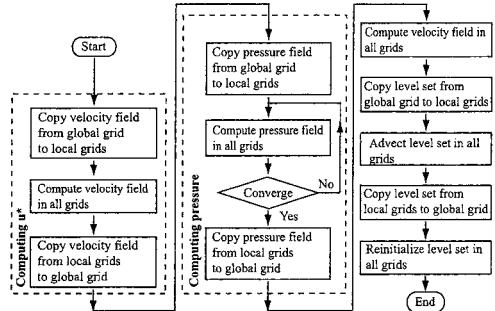 Start
Copy velocity field
from global grid
to local grids
Compute velocity field
in all grids
Copy velocity field
from local grids
to global grid
Computing u*
Copy pressure field
from global grid
to local grids
Compute pressure field
in all grids
Converge
No
Yes
Copy pressure field
from local grids
to global grid
Computing pressure
Compute velocity field in
all grids
Copy level set from
global grid to local grids
Advect level set in all
grids
Copy level set from
local grids to global grid
Reinitialize level set in
all grids
End